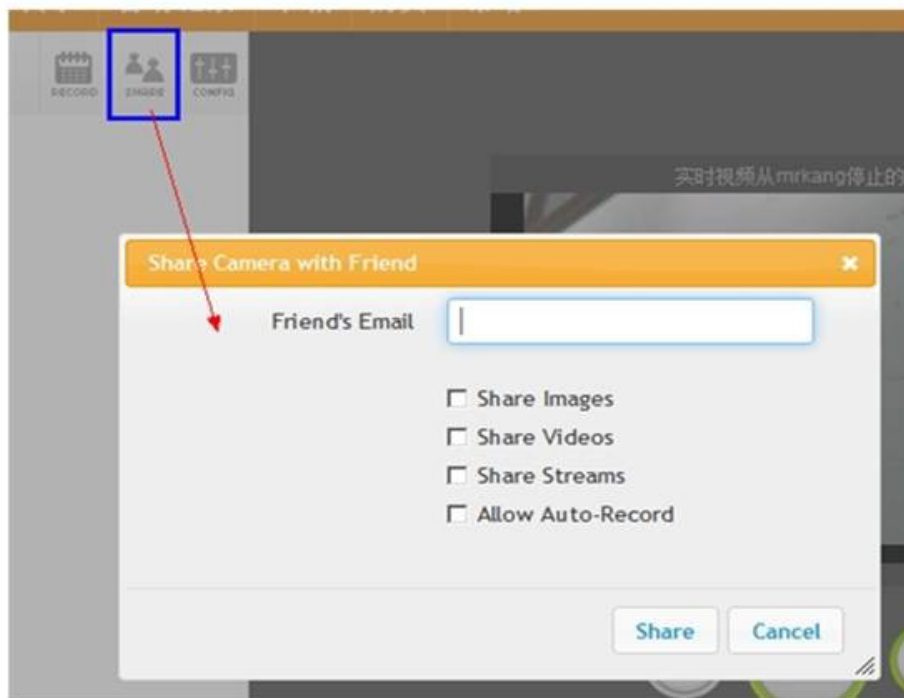 RECORD SHARE CONFIG
实时视频从mrkang停止的
Share Camera with Friend
Friend's Email
Share Images
Share Videos
Share Streams
Allow Auto-Record
Share Cancel